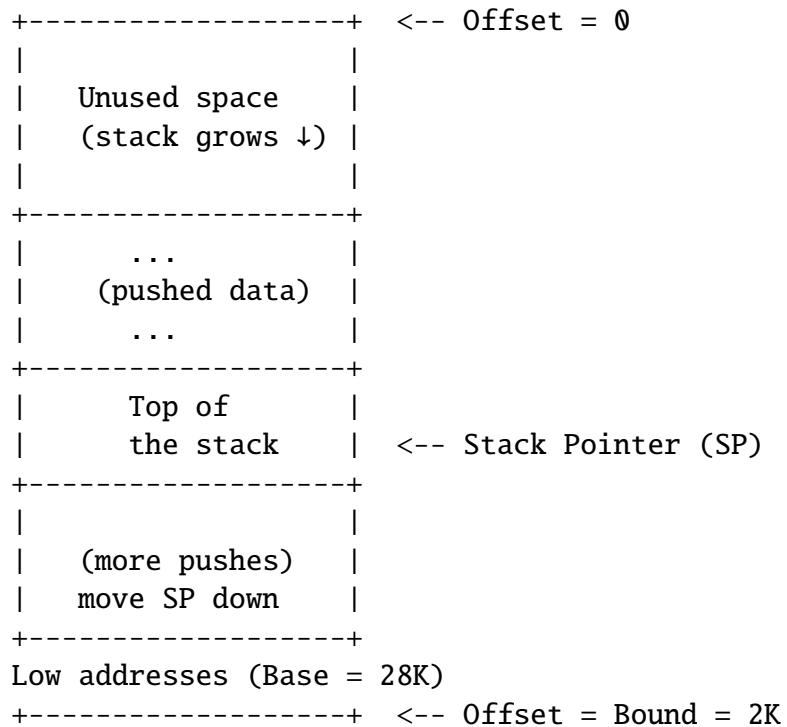 +-------------------+ <-- Offset = 0
|                   |
|    Unused space   |
|    (stack grows ↓) |
|                   |
+-------------------+
|       ...         |
|     (pushed data)  |
|       ...         |
+-------------------+
|       Top of      |
|       the stack   | <-- Stack Pointer (SP)
+-------------------+
|                   |
|    (more pushes)  |
|    move SP down   |
+-------------------+
Low addresses (Base = 28K)
+-------------------+ <-- Offset = Bound = 2K